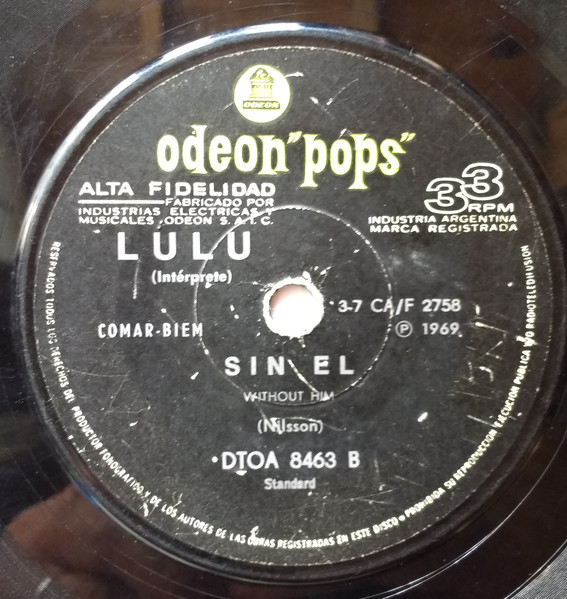 ODEON
odeon "pops"
ALTA FIDELIDAD
FABRICADO POR
INDUSTRIAS ELECTRICAS Y
MUSICALES ODEON S.A.I.C.
33
RPM
INDUSTRIA ARGENTINA
MARCA REGISTRADA
LULU
(Intérprete)
3-7 CA/F 2758
COMAR-BIEM
℗ 1969
SIN EL
WITHOUT HIM
(Nilsson)
DTOA 8463 B
Standard
RESERVADOS TODOS LOS DERECHOS DEL PRODUCTOR FONOGRAFICO Y DE LOS AUTORES DE LAS OBRAS REGISTRADAS EN ESTE DISCO • PROHIBIDA SU REPRODUCCION EJECUCION PUBLICA Y/O RADIOTELEDIFUSION